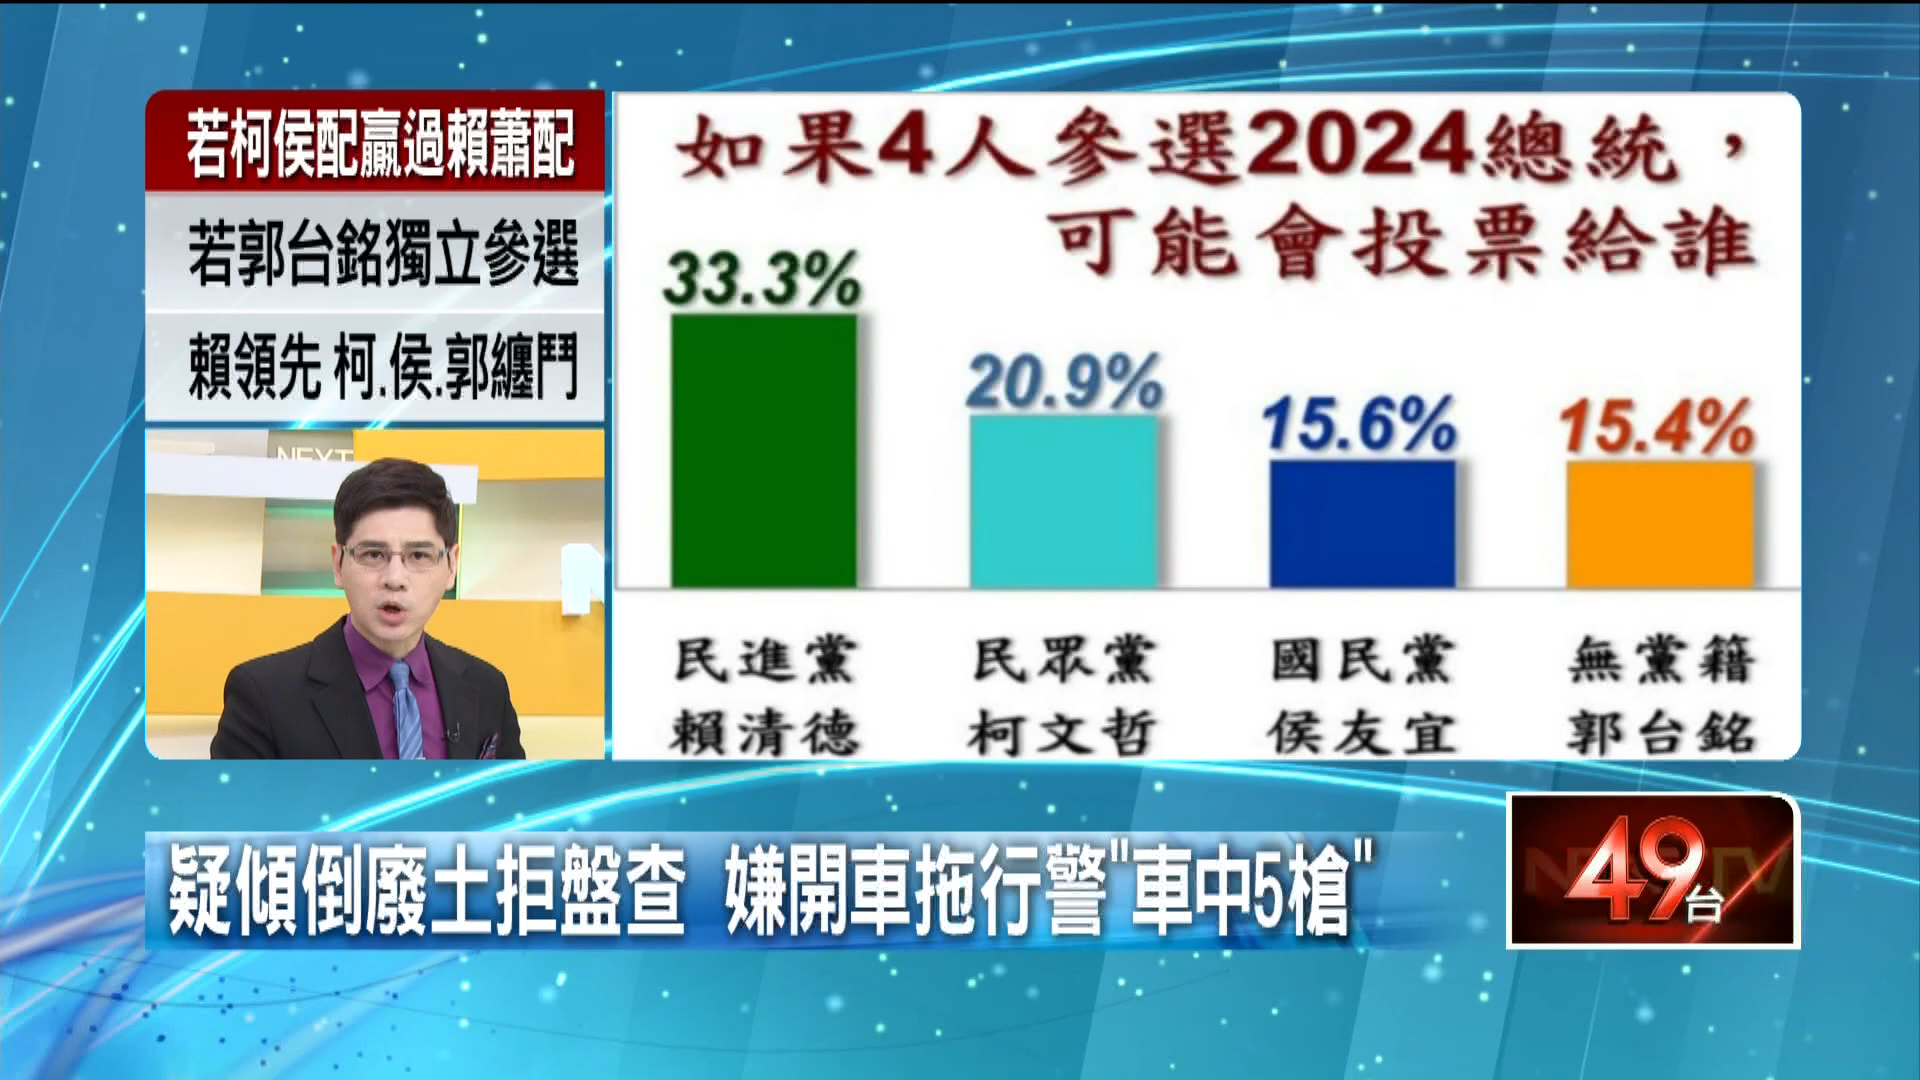 若柯侯配贏過賴蕭配
若郭台銘獨立參選
賴領先 柯.侯.郭纏鬥
NEXT
如果4人參選2024總統，
可能會投票給誰
33.3%
20.9%
15.6%
15.4%
民進黨
賴清德
民眾黨
柯文哲
國民黨
侯友宜
無黨籍
郭台銘
疑傾倒廢土拒盤查 嫌開車拖行警"車中5槍"
49台